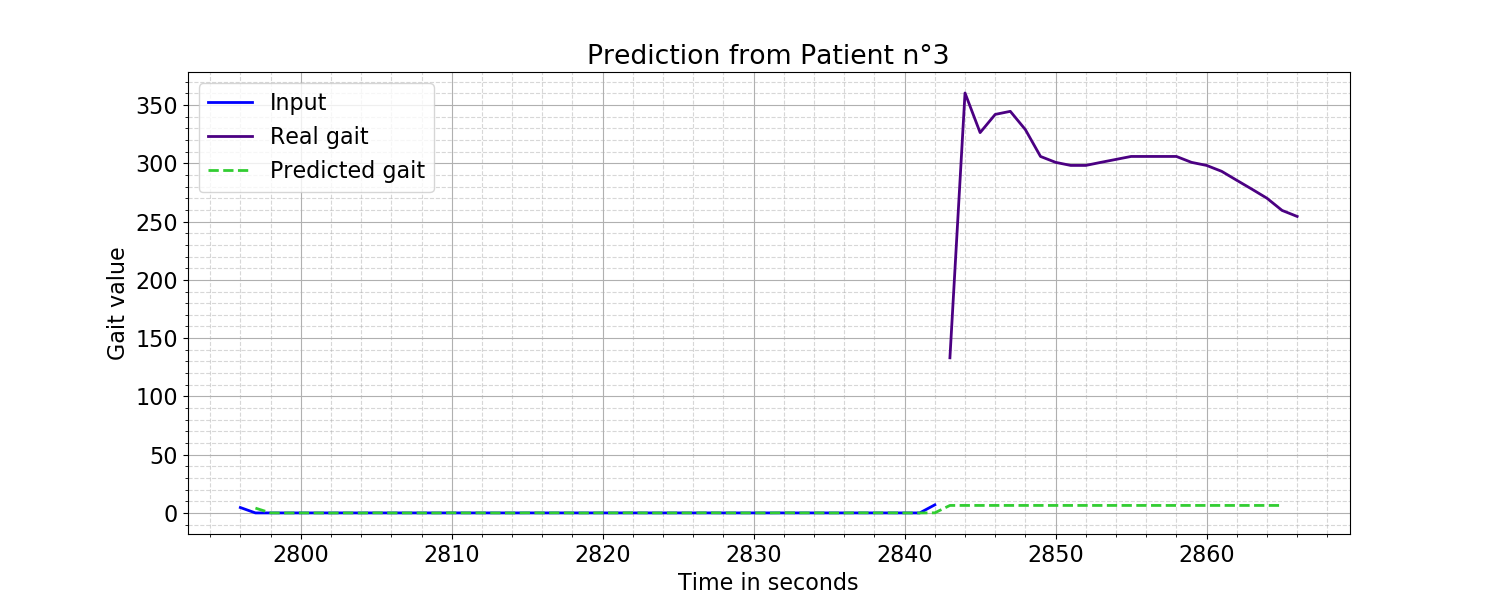 Prediction from Patient n°3
Input
Real gait
Predicted gait
Gait value
350
300
250
200
150
100
50
0
2800 2810 2820 2830 2840 2850 2860
Time in seconds